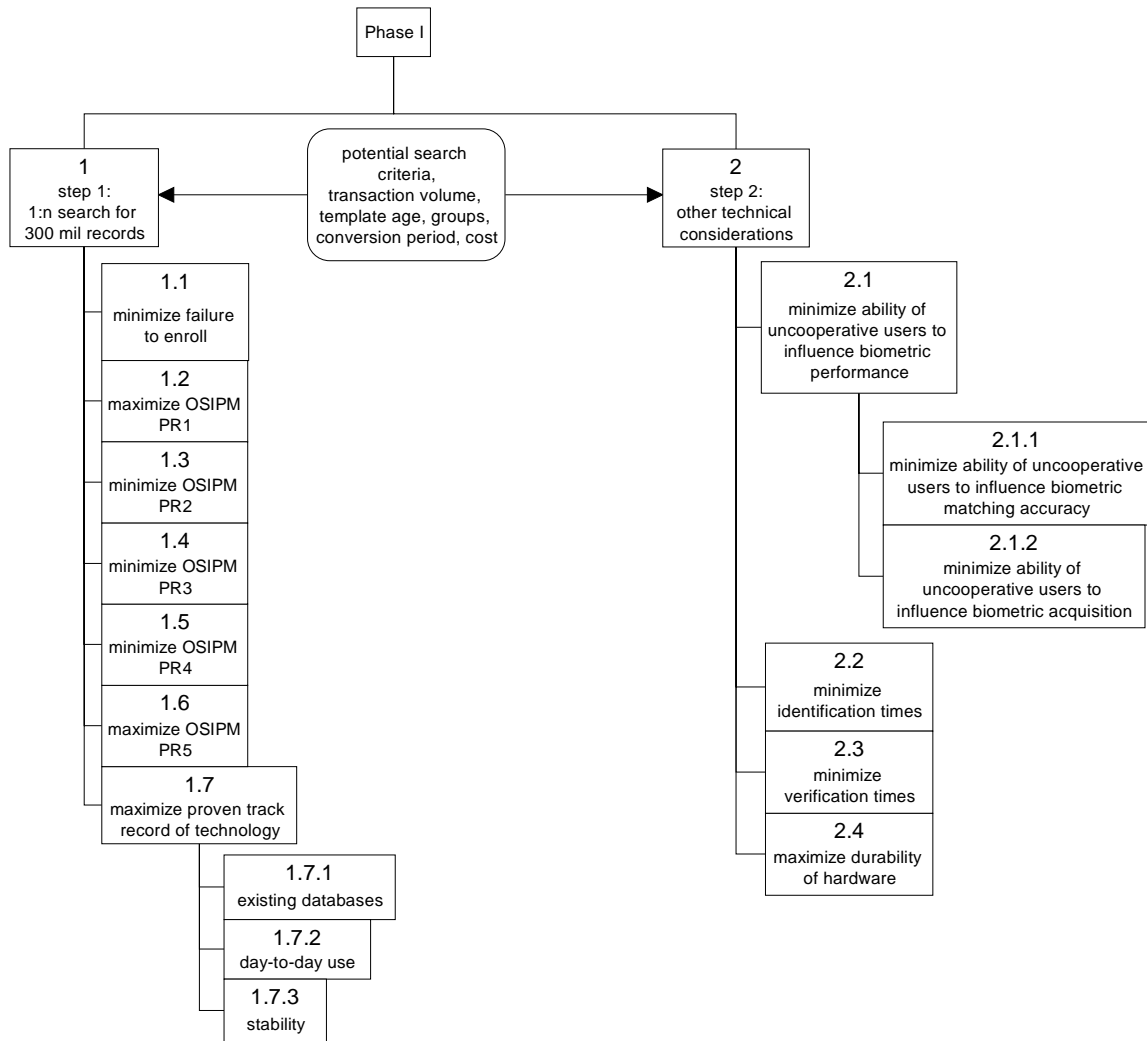 Phase I
1
step 1:
1:n search for
300 mil records
potential search
criteria,
transaction volume,
template age, groups,
conversion period, cost
2
step 2:
other technical
considerations
1.1
minimize failure
to enroll
1.2
maximize OSIPM
PR1
1.3
minimize OSIPM
PR2
1.4
minimize OSIPM
PR3
1.5
minimize OSIPM
PR4
1.6
maximize OSIPM
PR5
1.7
maximize proven track
record of technology
1.7.1
existing databases
1.7.2
day-to-day use
1.7.3
stability
2.1
minimize ability of
uncooperative users to
influence biometric
performance
2.1.1
minimize ability of uncooperative
users to influence biometric
matching accuracy
2.1.2
minimize ability of
uncooperative users to
influence biometric acquisition
2.2
minimize
identification times
2.3
minimize
verification times
2.4
maximize durability
of hardware